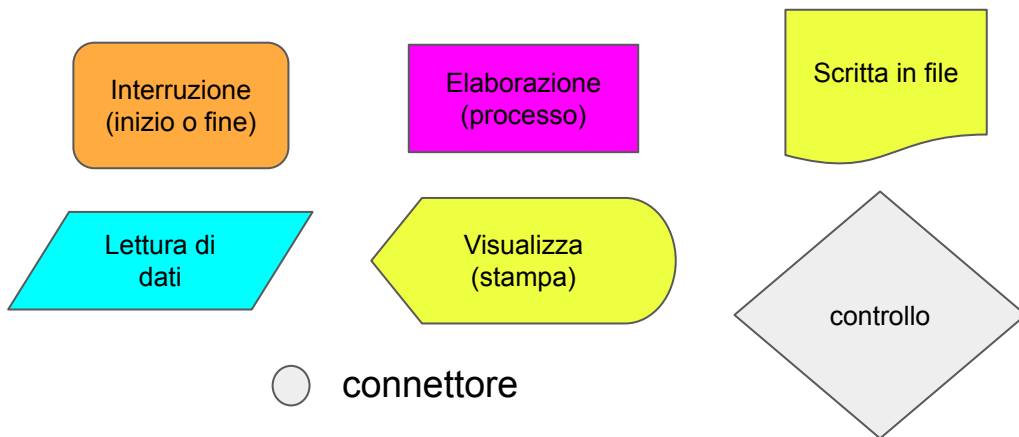 Interruzione
(inizio o fine)
Elaborazione
(processo)
Scritta in file
Lettura di
dati
Visualizza
(stampa)
controllo
connettore